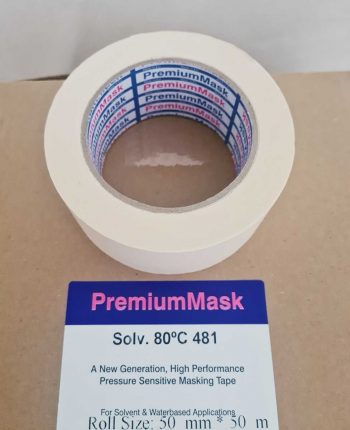 PremiumMask
PremiumMask
PremiumMask
PremiumMask
PremiumMask
Solv. 80ºC 481
A New Generation, High Performance
Pressure Sensitive Masking Tape
For Solvent & Waterbased Applications
Roll Size: 50 mm * 50 m